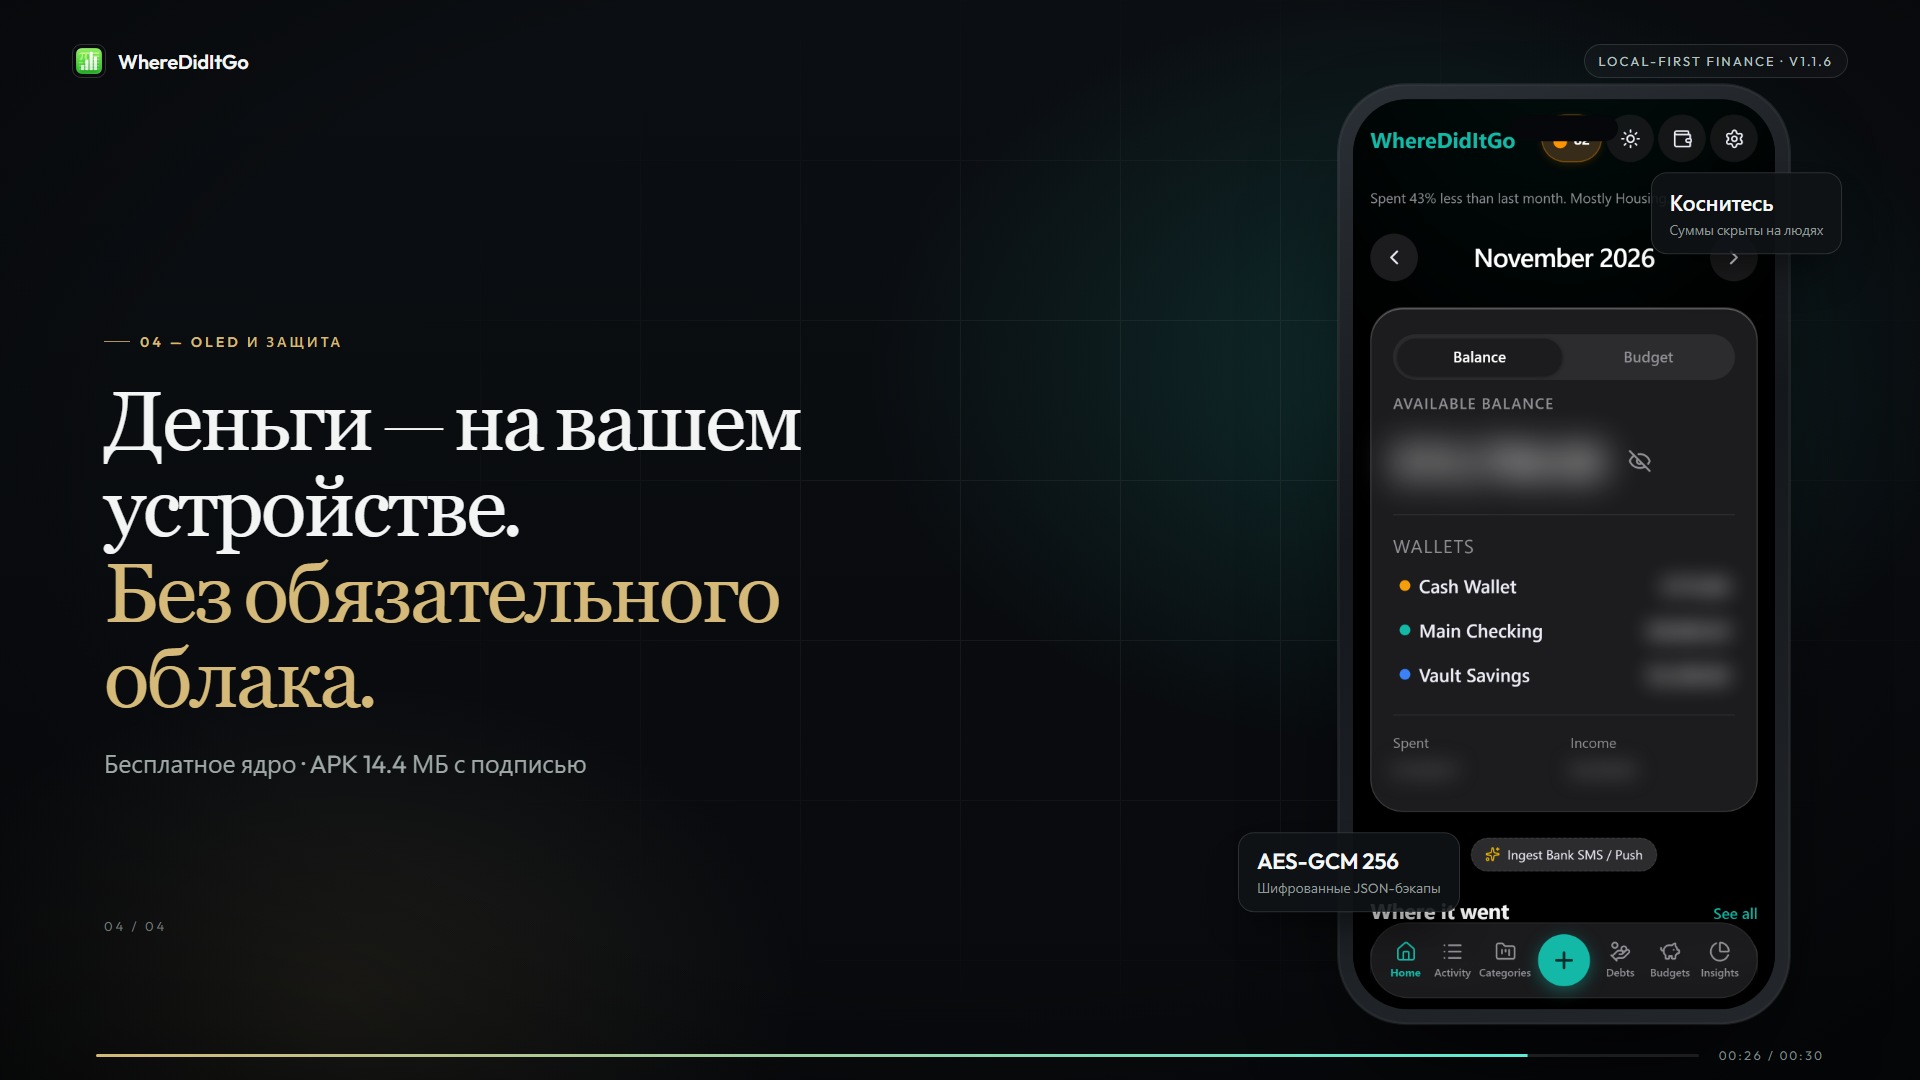 WhereDidItGo
LOCAL-FIRST FINANCE · V1.1.6
04 — OLED И ЗАЩИТА
Деньги — на вашем
устройстве.
Без обязательного
облака.
Бесплатное ядро · APK 14.4 МБ с подписью
04 / 04
WhereDidItGo
Spent 43% less than last month. Mostly Housi
Коснитесь
Суммы скрыты на людях
November 2026
Balance
Budget
AVAILABLE BALANCE
WALLETS
Cash Wallet
Main Checking
Vault Savings
Spent
Income
AES-GCM 256
Шифрованные JSON-бэкапы
Ingest Bank SMS / Push
Where it went
See all
Home
Activity
Categories
Debts
Budgets
Insights
00:26 / 00:30